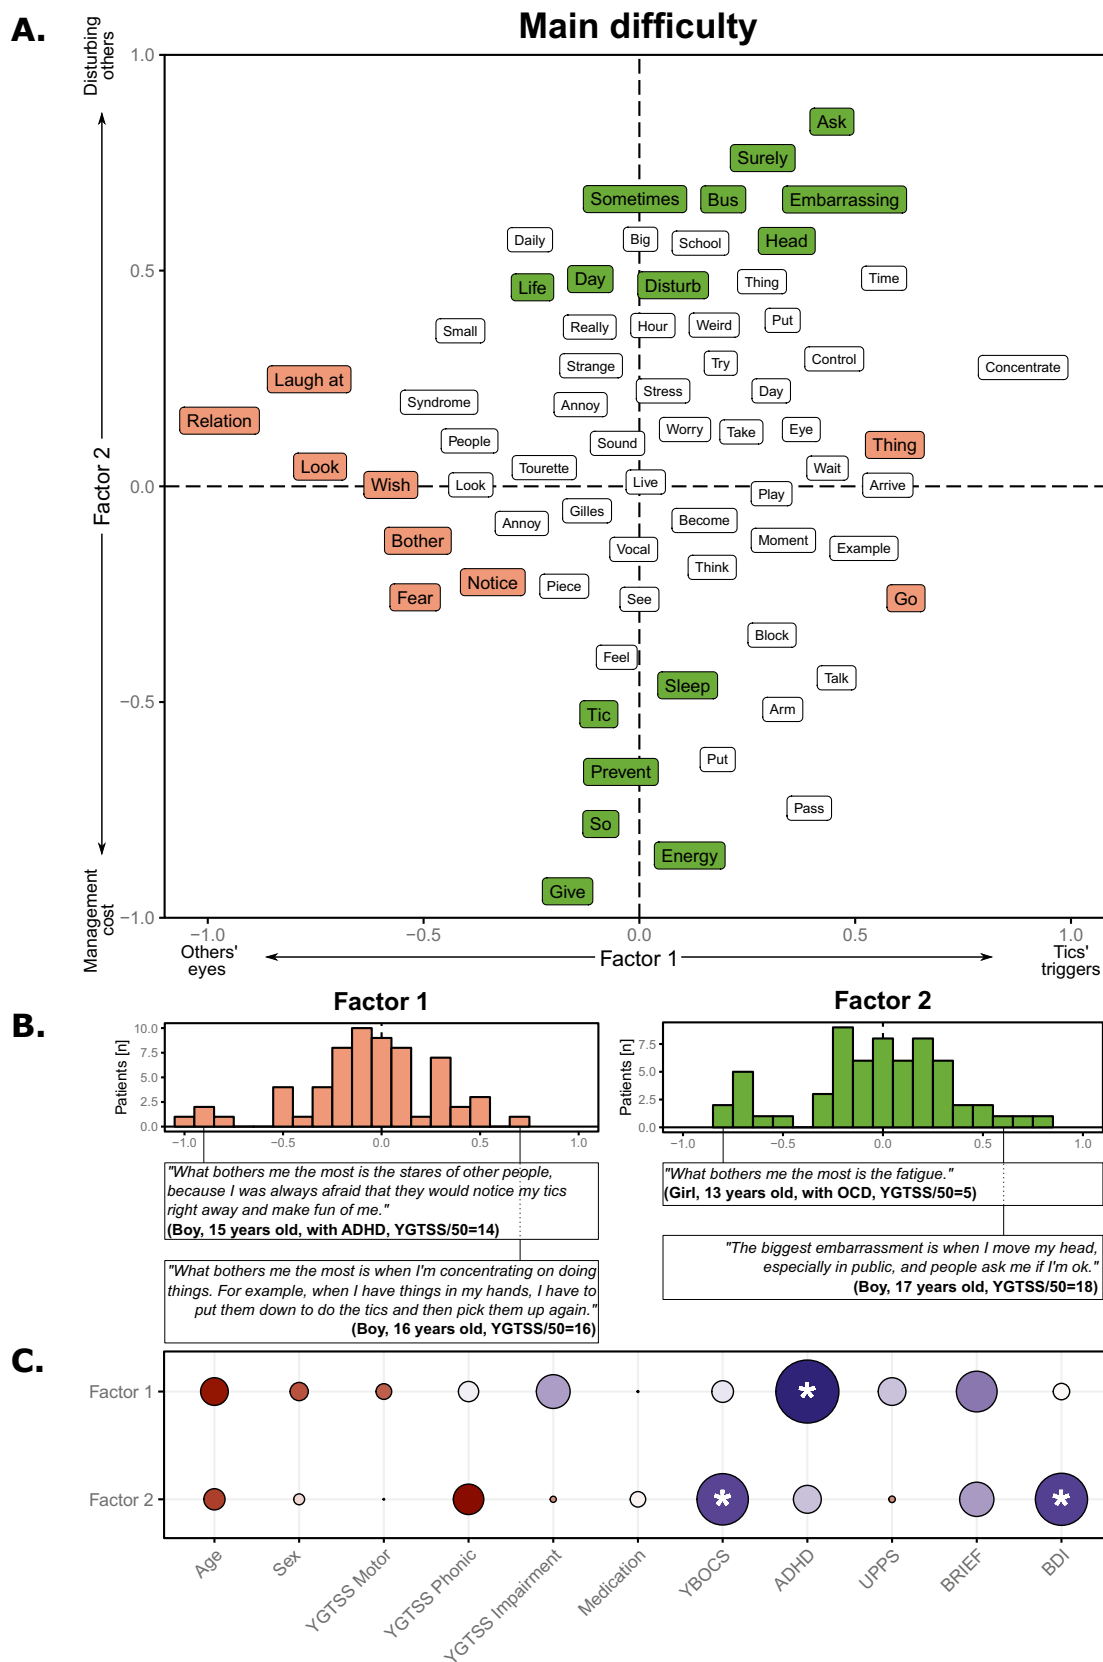 A.
Main difficulty
Disturbing
others
Factor 2
Management
cost
1.0
0.5
0.0
−0.5
−1.0
Ask
Surely
Sometimes
Bus
Embarrassing
Daily
Big
School
Head
Life
Day
Disturb
Thing
Time
Small
Really
Hour
Weird
Put
Strange
Try
Control
Concentrate
Laugh at
Stress
Day
Syndrome
Annoy
Relation
People
Sound
Worry
Take
Eye
Thing
Look
Tourette
Wait
Wish
Look
Live
Play
Arrive
Gilles
Annoy
Become
Bother
Vocal
Moment
Example
Think
Notice
Piece
Fear
See
Go
Block
Feel
Talk
Sleep
Tic
Arm
Put
Prevent
Pass
So
Energy
Give
−1.0 −0.5 0.0 0.5 1.0
Others'
eyes
Factor 1
Tics'
triggers
B.
Factor 1
Patients [n]
10.0
7.5
5.0
2.5
0.0
−1.0 −0.5 0.0 0.5 1.0
"What bothers me the most is the stares of other people,
because I was always afraid that they would notice my tics
right away and make fun of me."
(Boy, 15 years old, with ADHD, YGTSS/50=14)
"What bothers me the most is when I'm concentrating on doing
things. For example, when I have things in my hands, I have to
put them down to do the tics and then pick them up again."
(Boy, 16 years old, YGTSS/50=16)
Factor 2
Patients [n]
7.5
5.0
2.5
0.0
−1.0 −0.5 0.0 0.5 1.0
"What bothers me the most is the fatigue."
(Girl, 13 years old, with OCD, YGTSS/50=5)
"The biggest embarrassment is when I move my head,
especially in public, and people ask me if I'm ok."
(Boy, 17 years old, YGTSS/50=18)
C.
Factor 1
*
Factor 2
* *
Age
Sex
YGTSS Motor
YGTSS Phonic
YGTSS Impairment
Medication
YBOCS
ADHD
UPPS
BRIEF
BDI